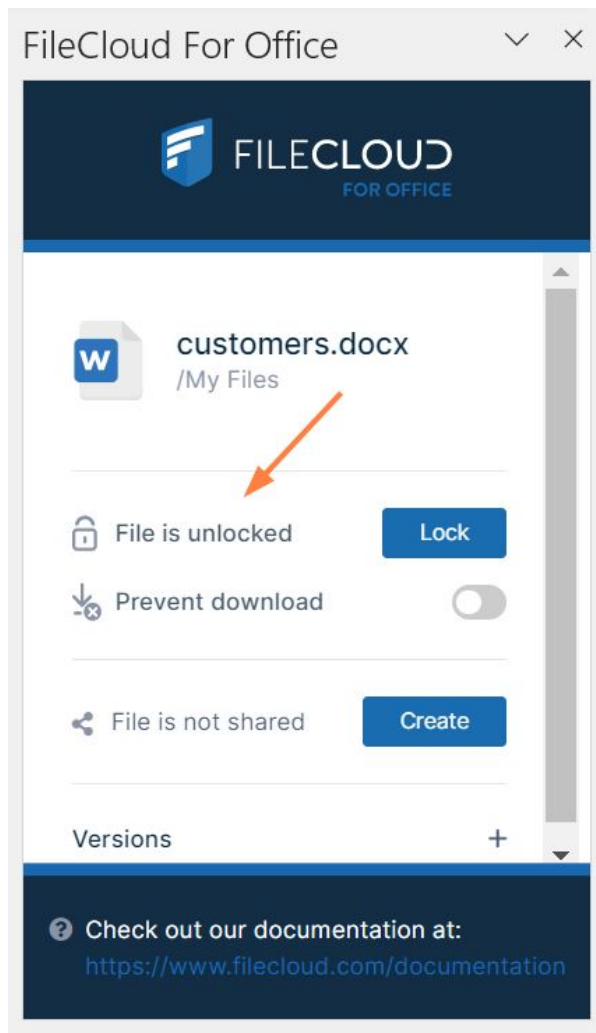 FileCloud For Office
FILECLOUD
FOR OFFICE
W
customers.docx
/My Files
File is unlocked
Lock
Prevent download
File is not shared
Create
Versions
+
? Check out our documentation at:
https://www.filecloud.com/documentation